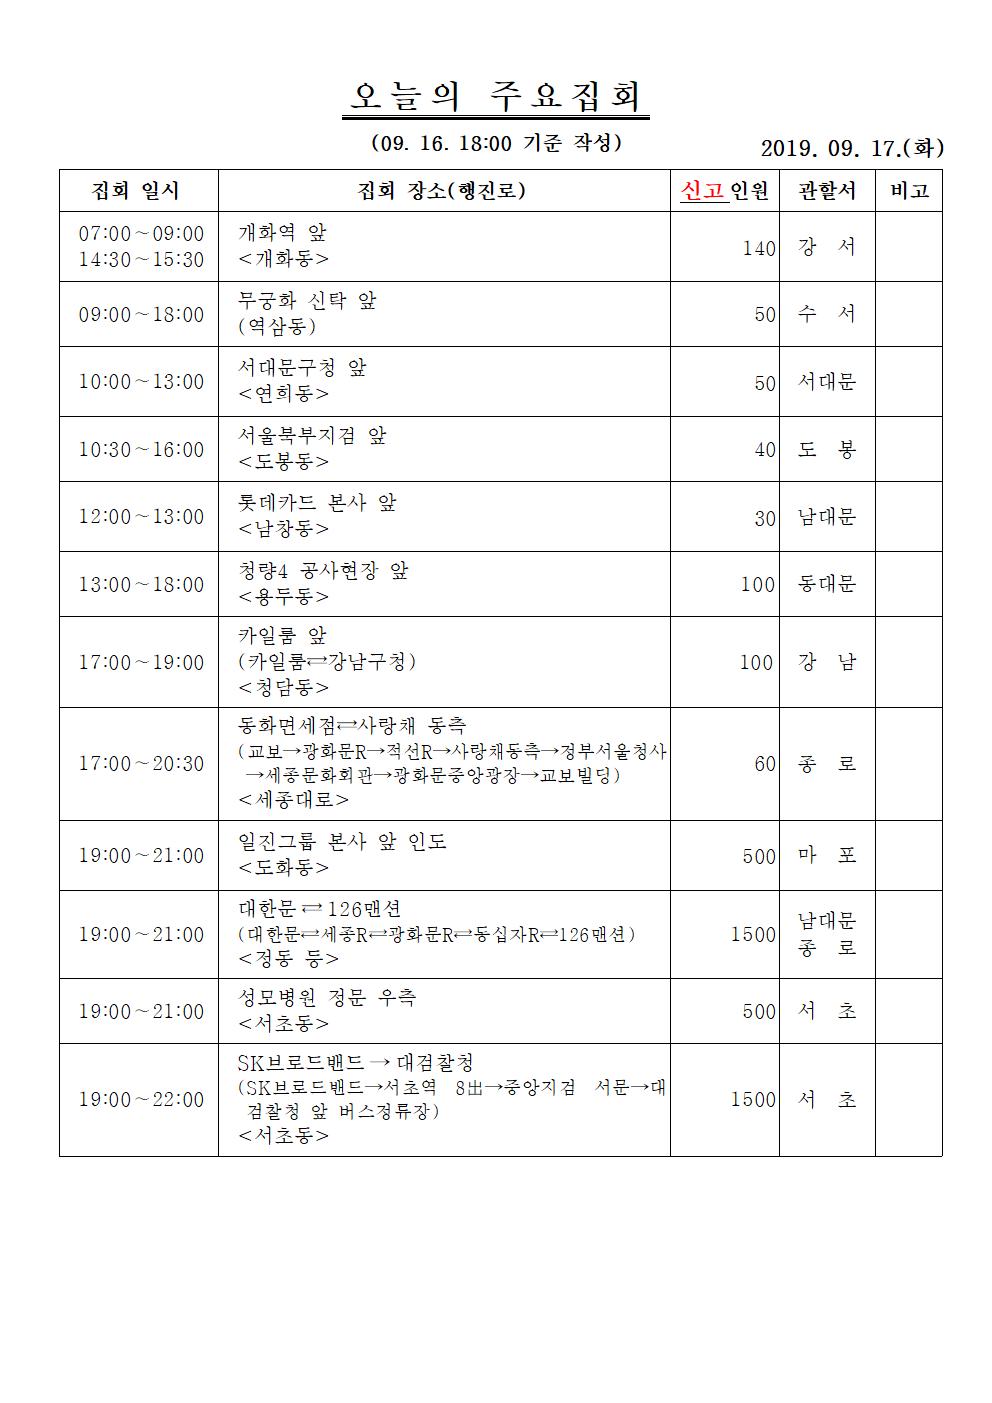 오늘의 주요집회
(09. 16. 18:00 기준 작성)
2019. 09. 17.(화)
집회 일시 집회 장소(행진로) 신고인원 관할서 비고
07:00~09:00
14:30~15:30
개화역 앞
<개화동>
140 강 서
09:00~18:00
무궁화 신탁 앞
(역삼동)
50 수 서
10:00~13:00
서대문구청 앞
<연희동>
50 서대문
10:30~16:00
서울북부지검 앞
<도봉동>
40 도 봉
12:00~13:00
롯데카드 본사 앞
<남창동>
30 남대문
13:00~18:00
청량4 공사현장 앞
<용두동>
100 동대문
17:00~19:00
카일룸 앞
(카일룸⇄강남구청)
<청담동>
100 강 남
17:00~20:30
동화면세점⇄사랑채 동측
(교보→광화문R→적선R→사랑채동측→정부서울청사
→세종문화회관→광화문중앙광장→교보빌딩)
<세종대로>
60 종 로
19:00~21:00
일진그룹 본사 앞 인도
<도화동>
500 마 포
19:00~21:00
대한문 ⇄ 126맨션
(대한문⇄세종R⇄광화문R⇄동십자R⇄126맨션)
<정동 등>
1500
남대문
종 로
19:00~21:00
성모병원 정문 우측
<서초동>
500 서 초
19:00~22:00
SK브로드밴드 → 대검찰청
(SK브로드밴드→서초역 8出→중앙지검 서문→대
검찰청 앞 버스정류장)
<서초동>
1500 서 초